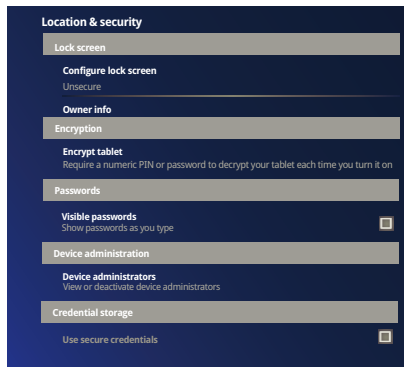 Location & security
Lock screen
Configure lock screen
Unsecure
Owner info
Encryption
Encrypt tablet
Require a numeric PIN or password to decrypt your tablet each time you turn it on
Passwords
Visible passwords
Show passwords as you type
Device administration
Device administrators
View or deactivate device administrators
Credential storage
Use secure credentials